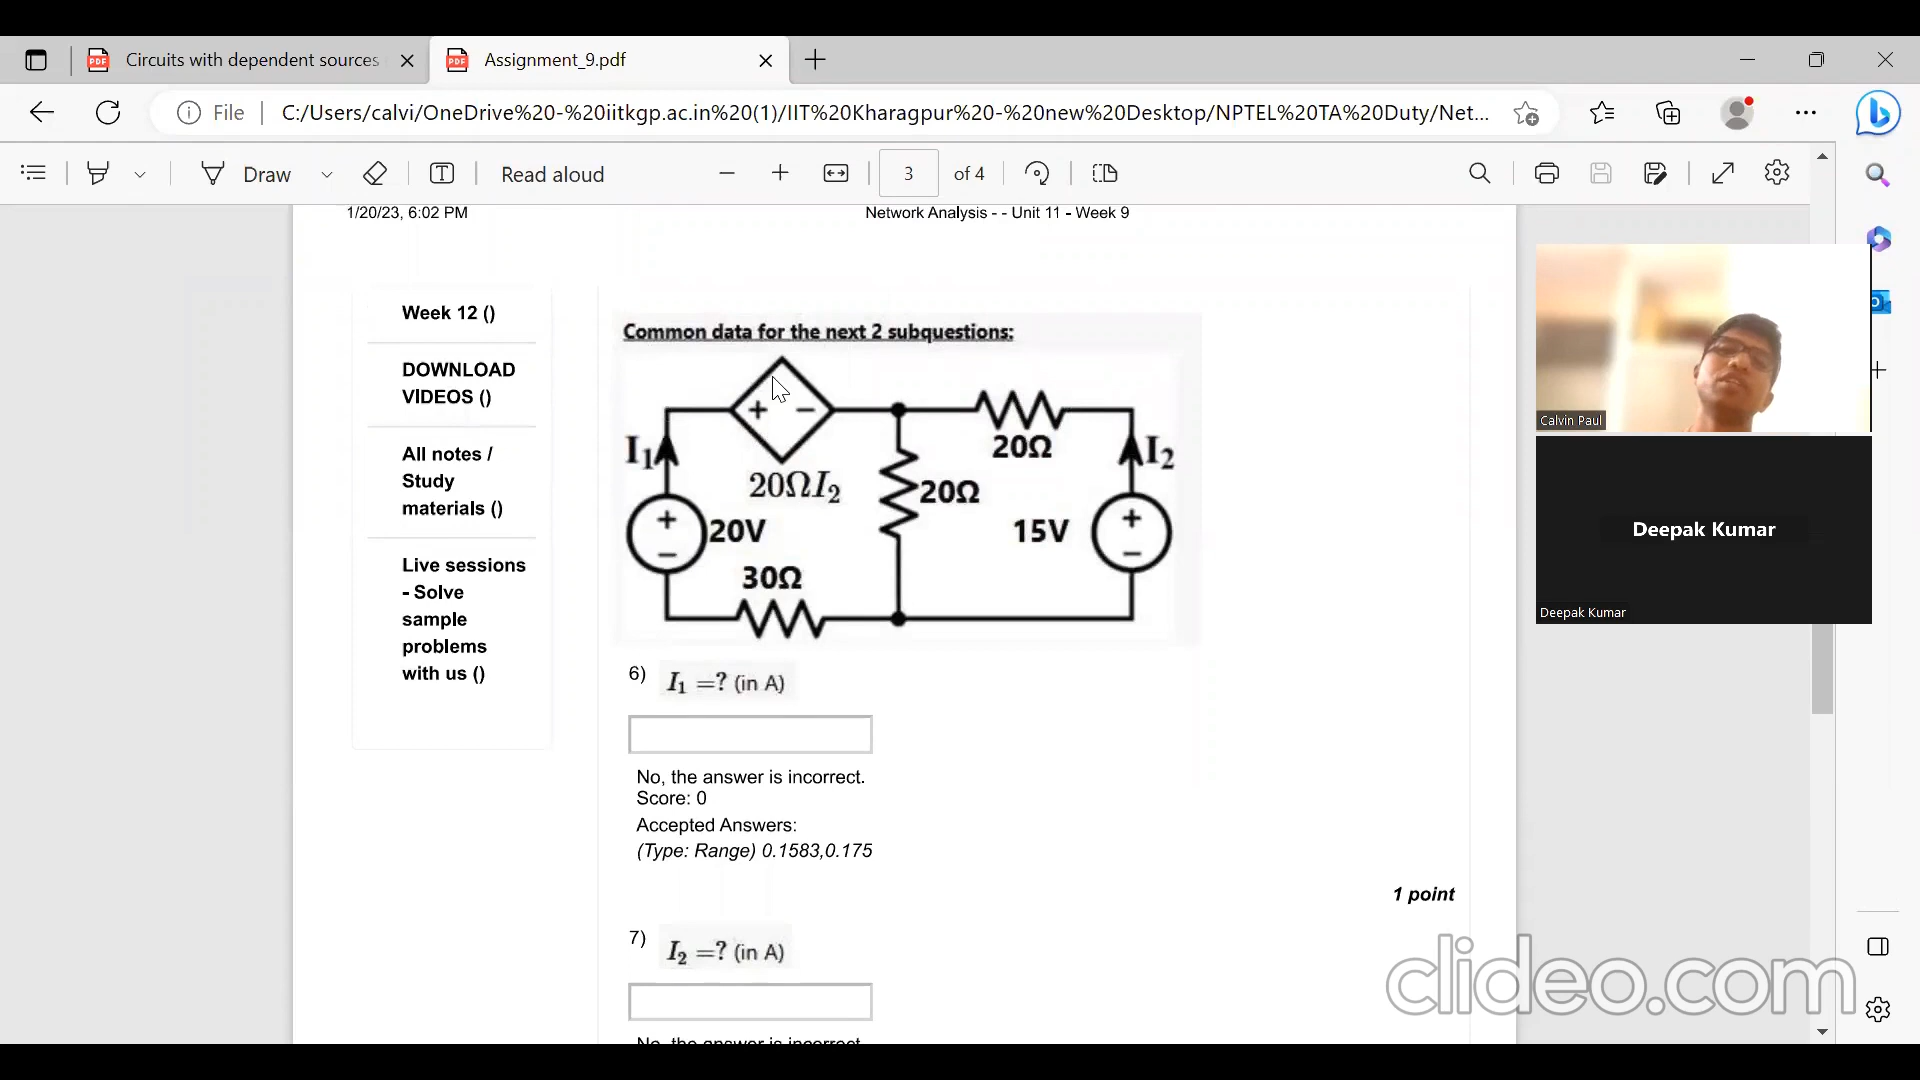 Circuits with dependent sources
Assignment_9.pdf
File
C:/Users/calvi/OneDrive%20-%20iitkgp.ac.in%20(1)/IIT%20Kharagpur%20-%20new%20Desktop/NPTEL%20TA%20Duty/Net...
Draw
Read aloud
3 of 4
1/20/23, 6:02 PM
Network Analysis - - Unit 11 - Week 9
Week 12 ()
DOWNLOAD
VIDEOS ()
All notes /
Study
materials ()
Live sessions
- Solve
sample
problems
with us ()
Common data for the next 2 subquestions:
+ −
I₁
20Ω
I₂
20ΩI₂
20Ω
+
20V
−
15V
+
−
30Ω
6) I₁ =? (in A)
No, the answer is incorrect.
Score: 0
Accepted Answers:
(Type: Range) 0.1583,0.175
1 point
7) I₂ =? (in A)
No, the answer is incorrect.
Calvin Paul
Deepak Kumar
Deepak Kumar
clideo.com